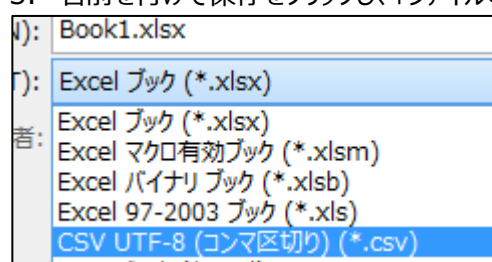 N): Book1.xlsx
T): Excel ブック (*.xlsx)
者:
Excel ブック (*.xlsx)
Excel マクロ有効ブック (*.xlsm)
Excel バイナリ ブック (*.xlsb)
Excel 97-2003 ブック (*.xls)
CSV UTF-8 (コンマ区切り) (*.csv)